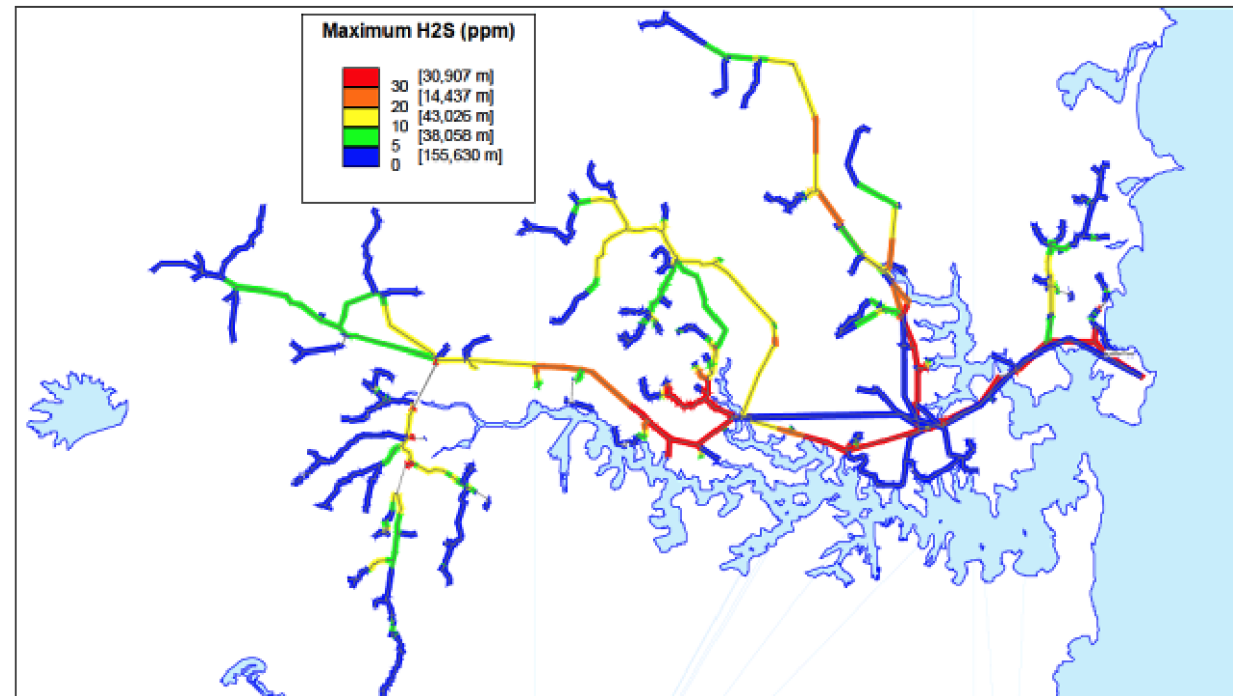 Maximum H2S (ppm)
[30,907 m]
30
[14,437 m]
20
[43,026 m]
10
[38,058 m]
5
[155,630 m]
0